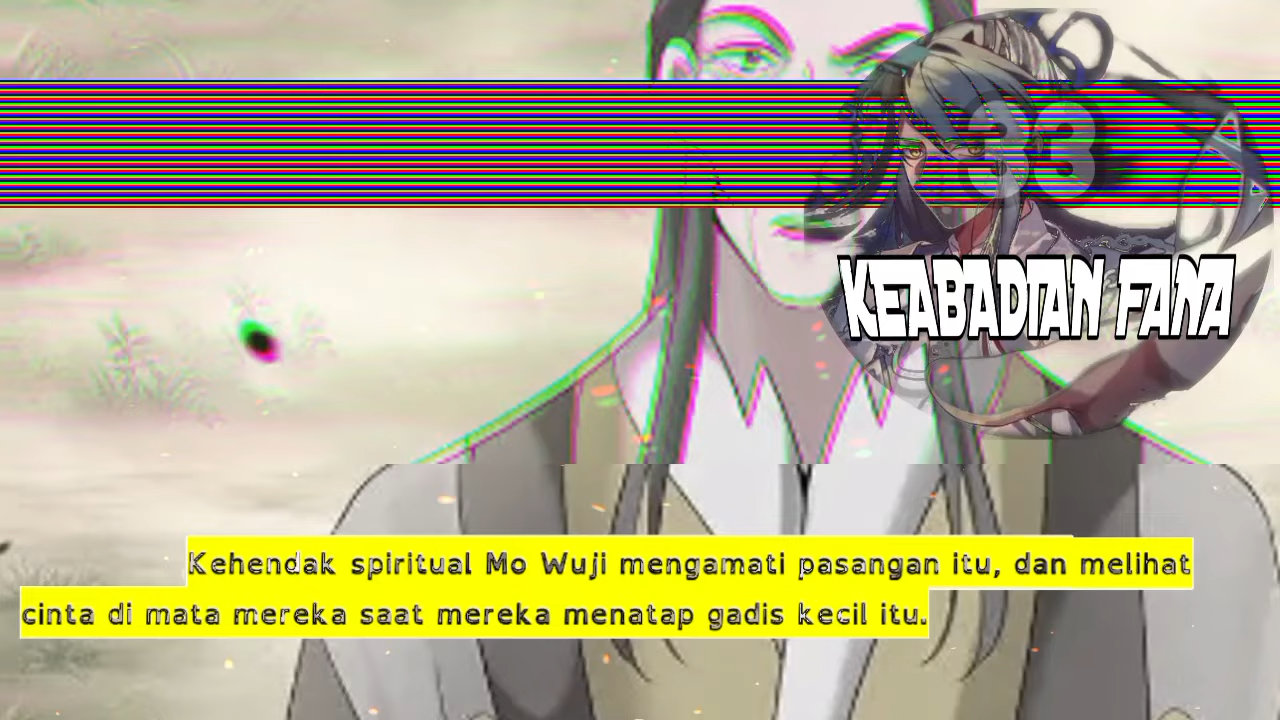 33
KEABADIAN FANA
Kehendak spiritual Mo Wuji mengamati pasangan itu, dan melihat
cinta di mata mereka saat mereka menatap gadis kecil itu.